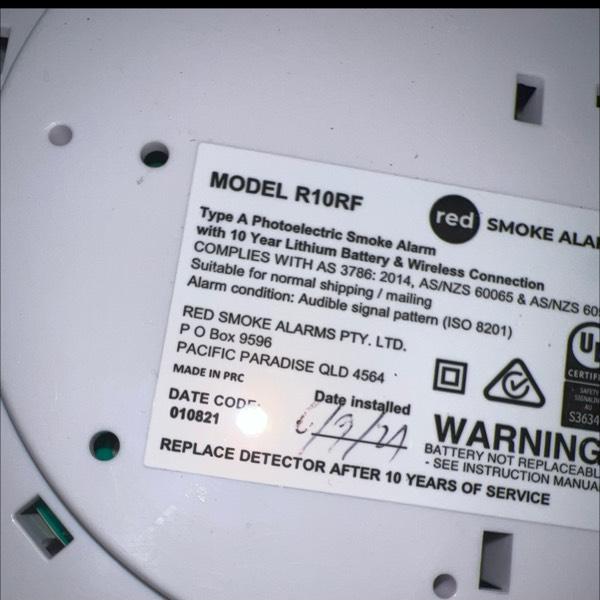 MODEL R10RF
red SMOKE
Type A Photoelectric Smoke Alarm
with 10 Year Lithium Battery & Wireless Connection
COMPLIES WITH AS 3786: 2014, AS/NZS 60065 & AS/NZS
Suitable for normal shipping / mailing
Alarm condition: Audible signal pattern (ISO 8201)
RED SMOKE ALARMS PTY. LTD.
P O Box 9596
PACIFIC PARADISE QLD 4564
MADE IN PRC
DATE CODE:
010821
Date installed
WARNING
BATTERY NOT
- SEE INSTRUCTION
REPLACE DETECTOR AFTER 10 YEARS OF SERVICE
SAFETY
AU